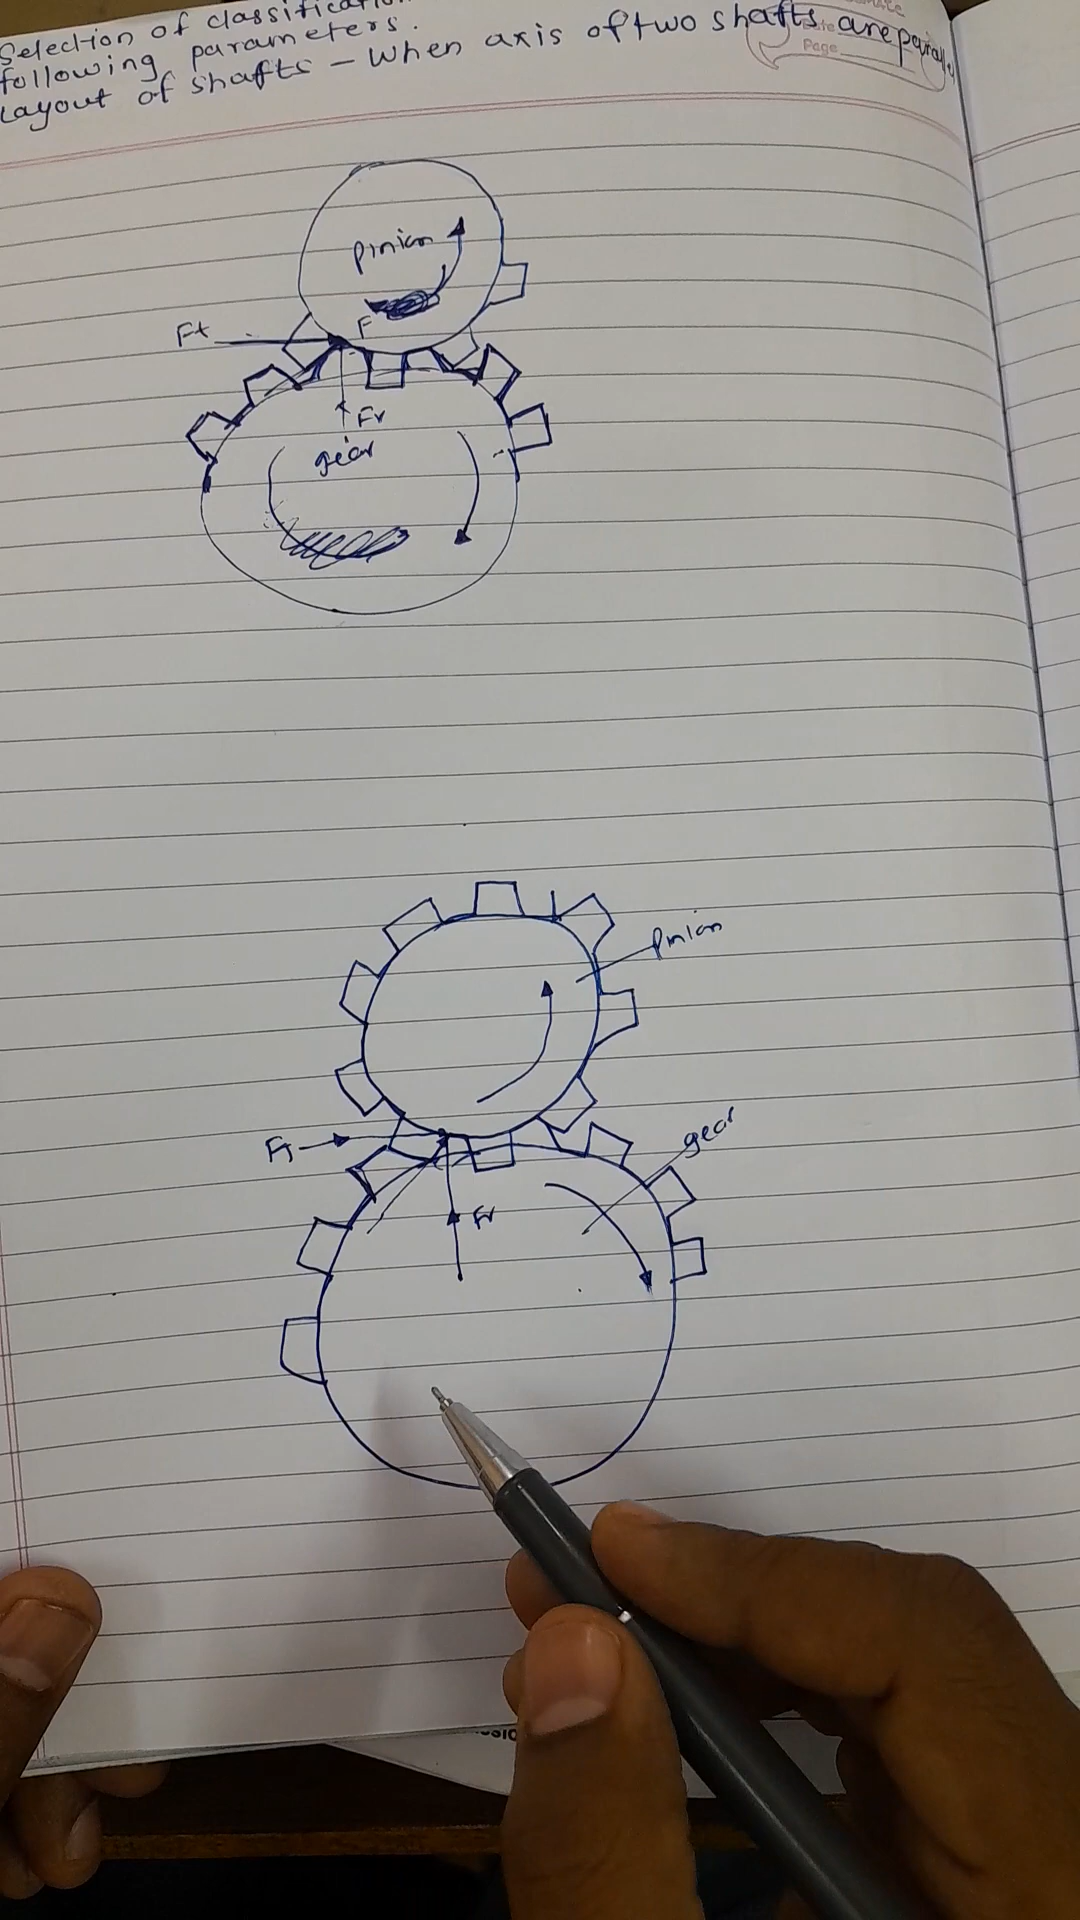 Selection of classification
following parameters.
Layout of shafts - When axis of two shafts are parallel
Page
Pinion
Ft
F
Fr
gear
Pinion
gear
Ft
Fr